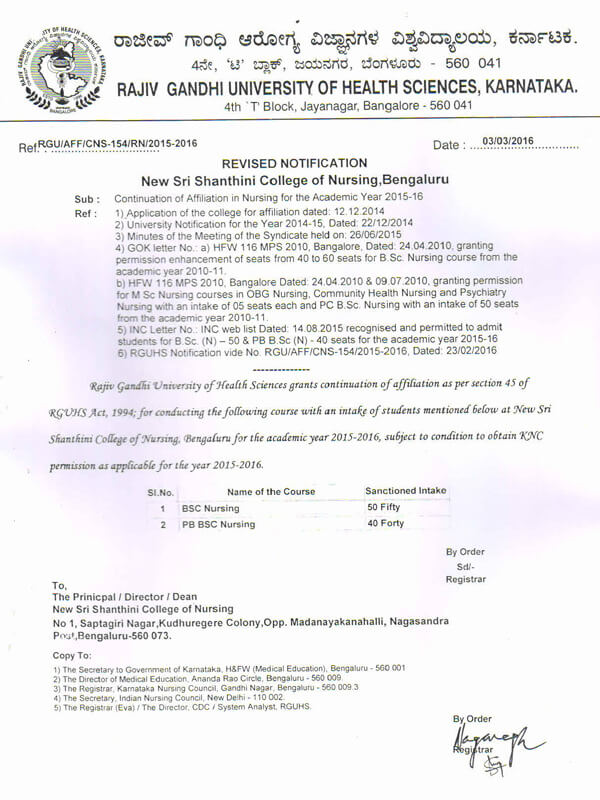 ರಾಜೀವ್ ಗಾಂಧಿ ಆರೋಗ್ಯ ವಿಜ್ಞಾನಗಳ ವಿಶ್ವವಿದ್ಯಾಲಯ, ಕರ್ನಾಟಕ.
4ನೇ, 'ಟಿ' ಬ್ಲಾಕ್, ಜಯನಗರ, ಬೆಂಗಳೂರು - 560 041
RAJIV GANDHI UNIVERSITY OF HEALTH SCIENCES, KARNATAKA.
4th `T' Block, Jayanagar, Bangalore - 560 041
Ref: RGU/AFF/CNS-154/RN/2015-2016
Date : 03/03/2016
REVISED NOTIFICATION
New Sri Shanthini College of Nursing,Bengaluru
Sub : Continuation of Affiliation in Nursing for the Academic Year 2015-16
Ref : 1) Application of the college for affiliation dated: 12.12.2014
2) University Notification for the Year 2014-15, Dated: 22/12/2014
3) Minutes of the Meeting of the Syndicate held on: 26/06/2015
4) GOK letter No.: a) HFW 116 MPS 2010, Bangalore, Dated: 24.04.2010, granting
permission enhancement of seats from 40 to 60 seats for B.Sc. Nursing course from the
academic year 2010-11.
b) HFW 116 MPS 2010, Bangalore Dated: 24.04.2010 & 09.07.2010, granting permission
for M Sc Nursing courses in OBG Nursing, Community Health Nursing and Psychiatry
Nursing with an intake of 05 seats each and PC B.Sc. Nursing with an intake of 50 seats
from the academic year 2010-11.
5) INC Letter No.: INC web list Dated: 14.08.2015 recognised and permitted to admit
students for B.Sc. (N) – 50 & PB B.Sc (N) - 40 seats for the academic year 2015-16
6) RGUHS Notification vide No. RGU/AFF/CNS-154/2015-2016, Dated: 23/02/2016
--------------
Rajiv Gandhi University of Health Sciences grants continuation of affiliation as per section 45 of
RGUHS Act, 1994; for conducting the following course with an intake of students mentioned below at New Sri
Shanthini College of Nursing, Bengaluru for the academic year 2015-2016, subject to condition to obtain KNC
permission as applicable for the year 2015-2016.
Sl.No. Name of the Course Sanctioned Intake
1 BSC Nursing 50 Fifty
2 PB BSC Nursing 40 Forty
By Order
Sd/-
Registrar
To,
The Prinicpal / Director / Dean
New Sri Shanthini College of Nursing
No 1, Saptagiri Nagar,Kudhuregere Colony,Opp. Madanayakanahalli, Nagasandra
Post,Bengaluru-560 073.
Copy To:
1) The Secretary to Government of Karnataka, H&FW (Medical Education), Bengaluru - 560 001
2) The Director of Medical Education, Ananda Rao Circle, Bengaluru - 560 009.
3) The Registrar, Karnataka Nursing Council, Gandhi Nagar, Bengaluru - 560 009.3
4) The Secretary, Indian Nursing Council, New Delhi - 110 002.
5) The Registrar (Eva) / The Director, CDC / System Analyst, RGUHS.
By Order
Registrar